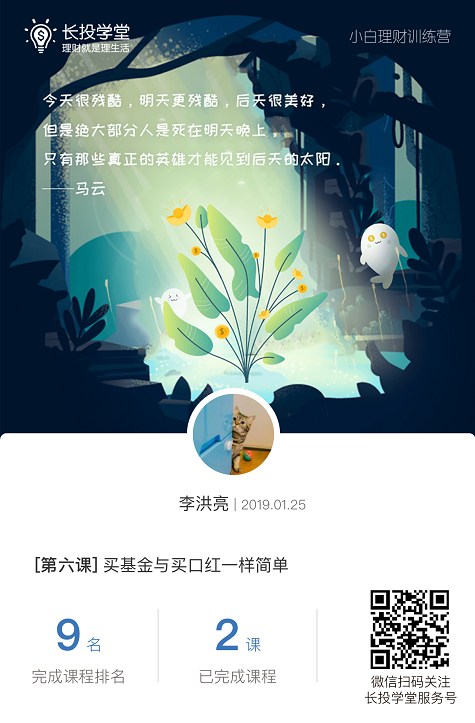 长投学堂
理财就是理生活
小白理财训练营
今天很残酷，明天更残酷，后天很美好，
但是绝大部分人是死在明天晚上，
只有那些真正的英雄才能见到后天的太阳。
——马云
李洪亮 | 2019.01.25
[第六课] 买基金与买口红一样简单
9 名
完成课程排名
2 课
已完成课程
微信扫码关注
长投学堂服务号